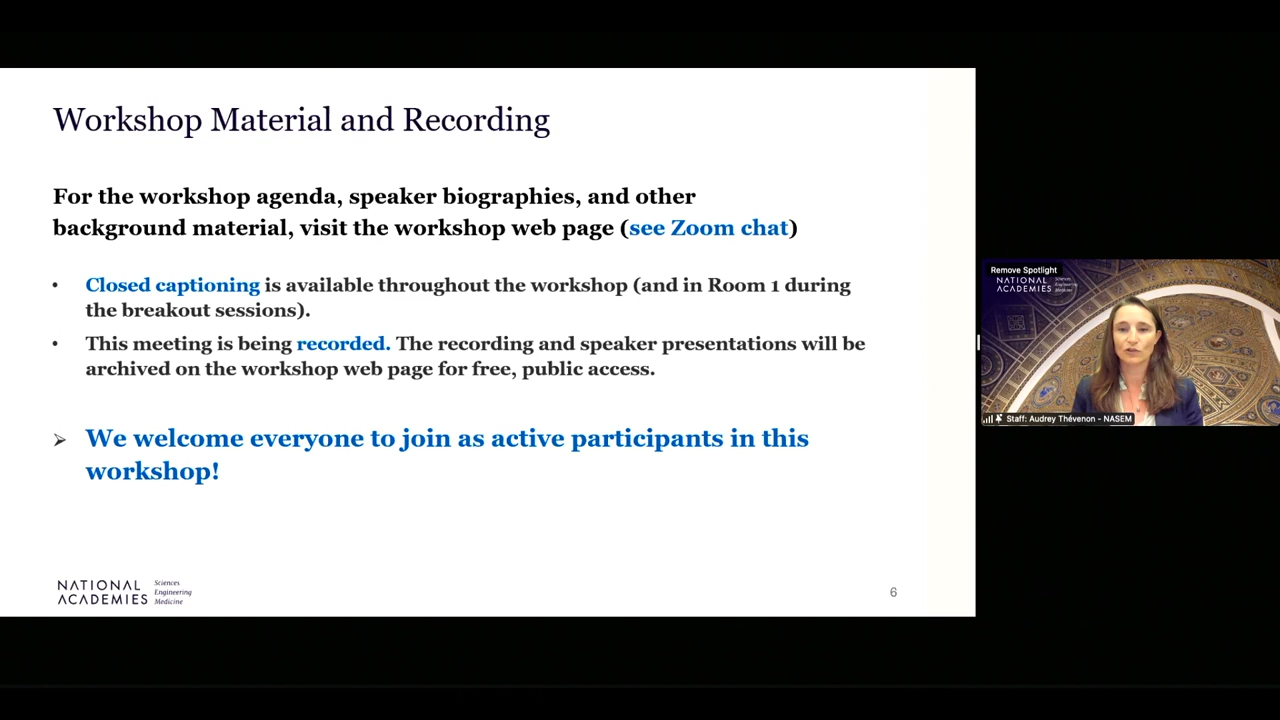 Workshop Material and Recording
For the workshop agenda, speaker biographies, and other
background material, visit the workshop web page (see Zoom chat)
• Closed captioning is available throughout the workshop (and in Room 1 during
the breakout sessions).
• This meeting is being recorded. The recording and speaker presentations will be
archived on the workshop web page for free, public access.
➢ We welcome everyone to join as active participants in this
workshop!
NATIONAL
ACADEMIES
Sciences
Engineering
Medicine
6
Remove Spotlight
NATIONAL
ACADEMIES
Sciences
Engineering
Medicine
Staff: Audrey Thévenon - NASEM